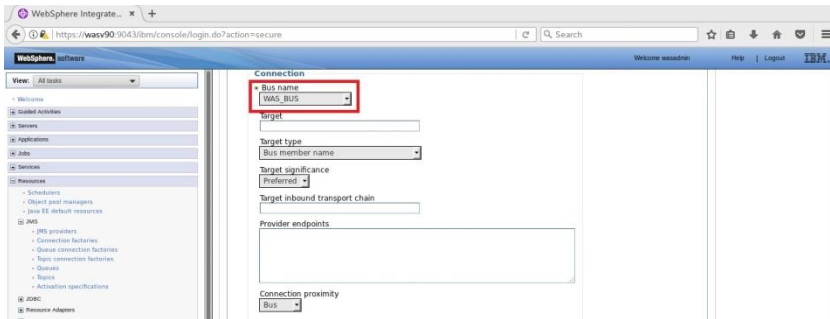 WebSphere Integrate... × +
https://wasv90:9043/ibm/console/login.do?action=secure
Search
WebSphere. software
Welcome wasadmin
Help | Logout
IBM.
View: All tasks
Welcome
Guided Activities
Servers
Applications
Jobs
Services
Resources
Schedulers
Object pool managers
Java EE default resources
JMS
JMS providers
Connection factories
Queue connection factories
Topic connection factories
Queues
Topics
Activation specifications
JDBC
Resource Adapters
Connection
* Bus name
WAS_BUS
Target
Target type
Bus member name
Target significance
Preferred
Target inbound transport chain
Provider endpoints
Connection proximity
Bus